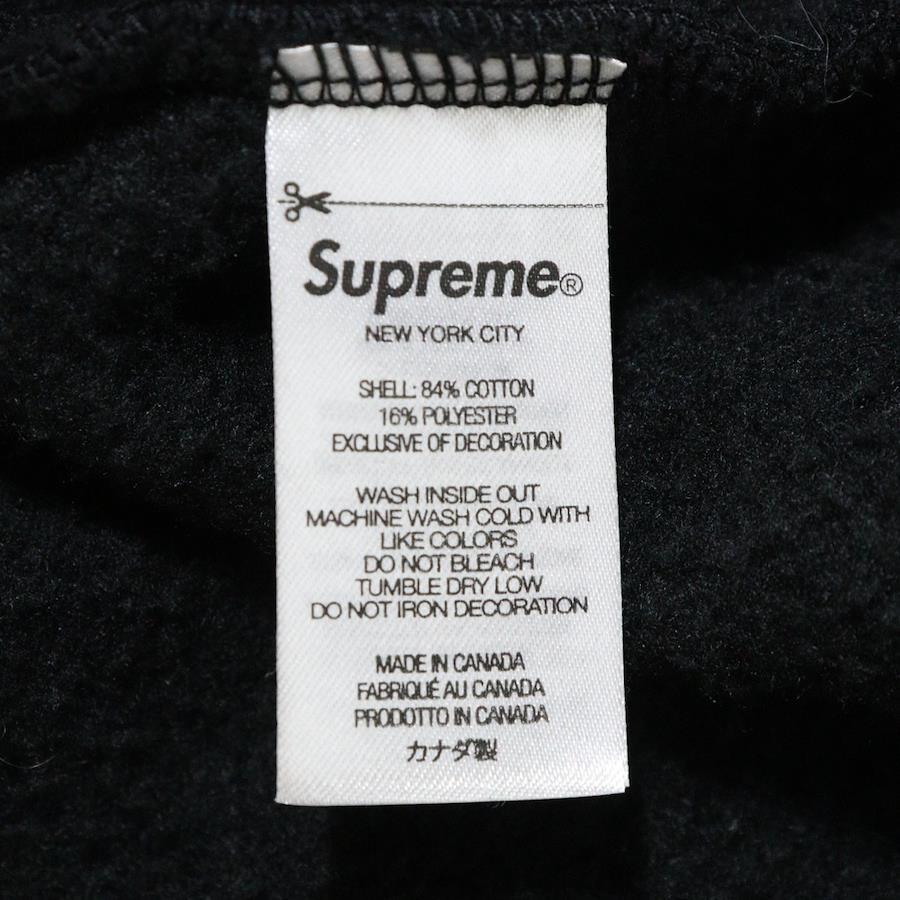 Supreme®
NEW YORK CITY
SHELL: 84% COTTON
16% POLYESTER
EXCLUSIVE OF DECORATION
WASH INSIDE OUT
MACHINE WASH COLD WITH
LIKE COLORS
DO NOT BLEACH
TUMBLE DRY LOW
DO NOT IRON DECORATION
MADE IN CANADA
FABRIQUÉ AU CANADA
PRODOTTO IN CANADA
カナダ製